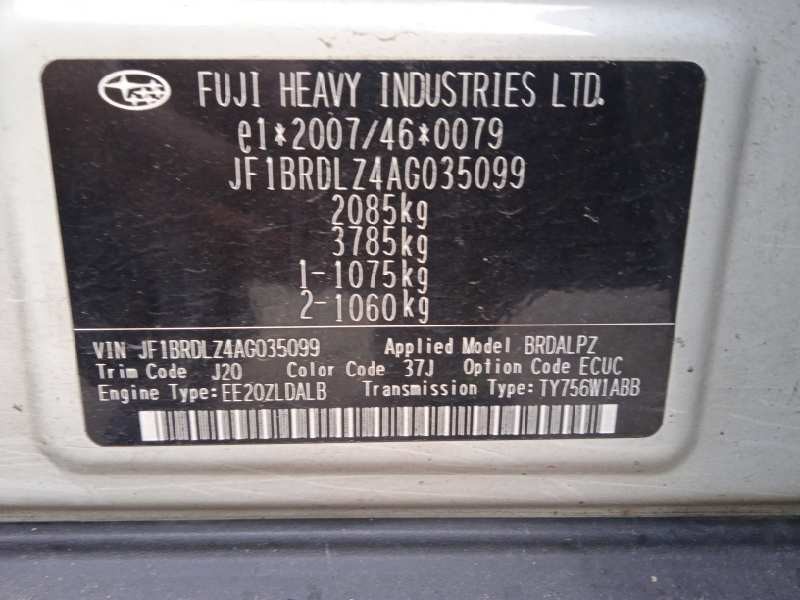 FUJI HEAVY INDUSTRIES LTD.
e1*2007/46*0079
JF1BRDLZ4AG035099
2085kg
3785kg
1-1075kg
2-1060kg
VIN JF1BRDLZ4AG035099 Applied Model BRDALPZ
Trim Code J20 Color Code 37J Option Code ECUC
Engine Type:EE20ZLDALB Transmission Type:TY756W1ABB